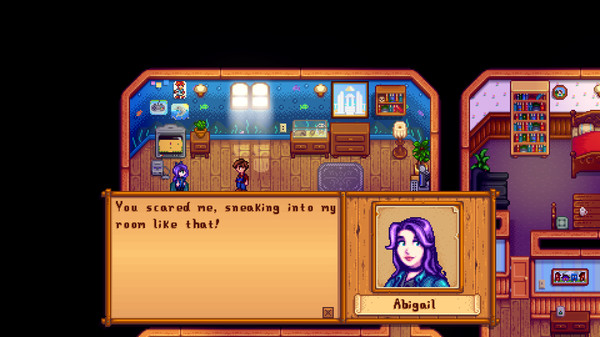 You scared me, sneaking into my
room like that!
Abigail